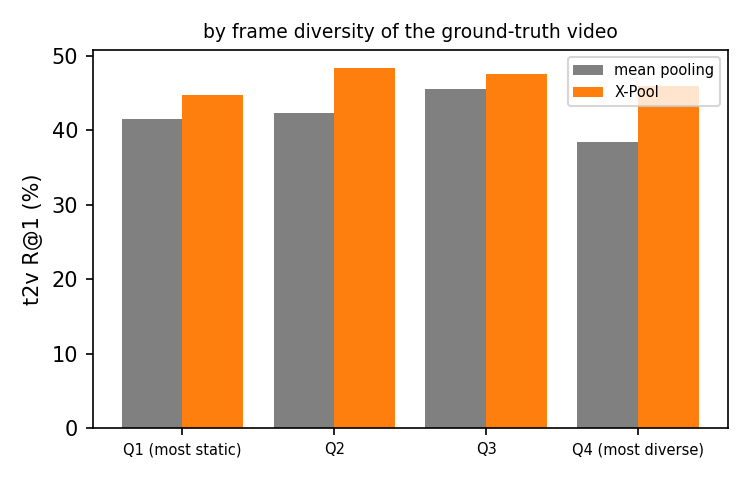 by frame diversity of the ground-truth video
t2v R@1 (%)
50
40
30
20
10
0
mean pooling
X-Pool
Q1 (most static)
Q2
Q3
Q4 (most diverse)